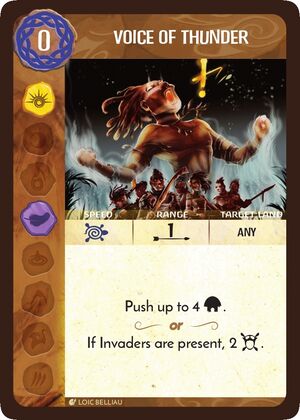 0
VOICE OF THUNDER
SPEED RANGE TARGET LAND
1 ANY
Push up to 4 .
or
If Invaders are present, 2 .
LOIC BELLIAU